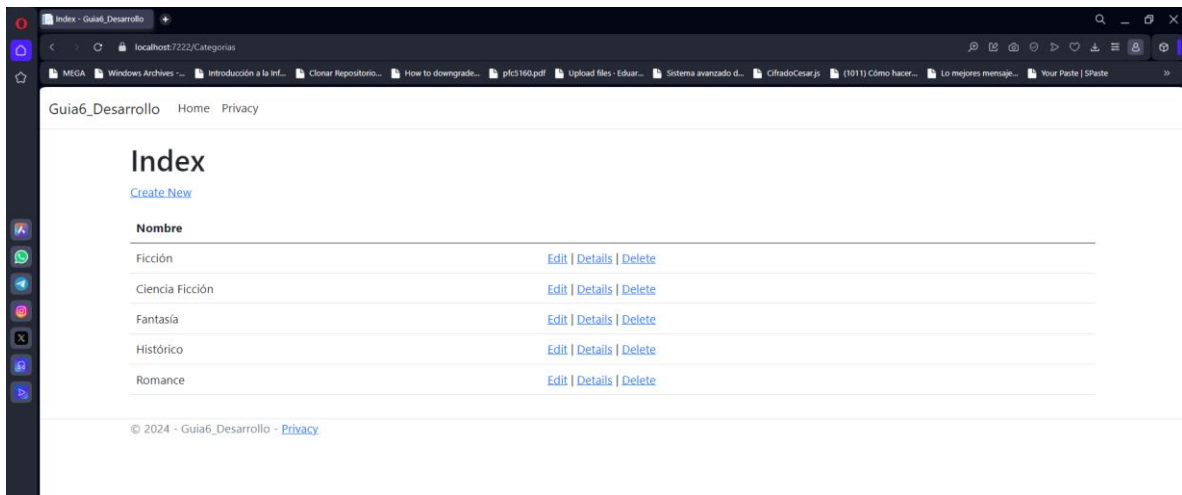 Index - Guia6_Desarrollo
localhost:7222/Categorias
MEGA Windows Archives -... Introducción a la Inf... Clonar Repositorio... How to downgrade... pfc5160.pdf Upload files · Eduar... Sistema avanzado d... CifradoCesar.js (1011) Cómo hacer... Lo mejores mensaje... Your Paste | SPaste »
Guia6_Desarrollo Home Privacy
Index
Create New
Nombre
Ficción Edit | Details | Delete
Ciencia Ficción Edit | Details | Delete
Fantasía Edit | Details | Delete
Histórico Edit | Details | Delete
Romance Edit | Details | Delete
© 2024 - Guia6_Desarrollo - Privacy